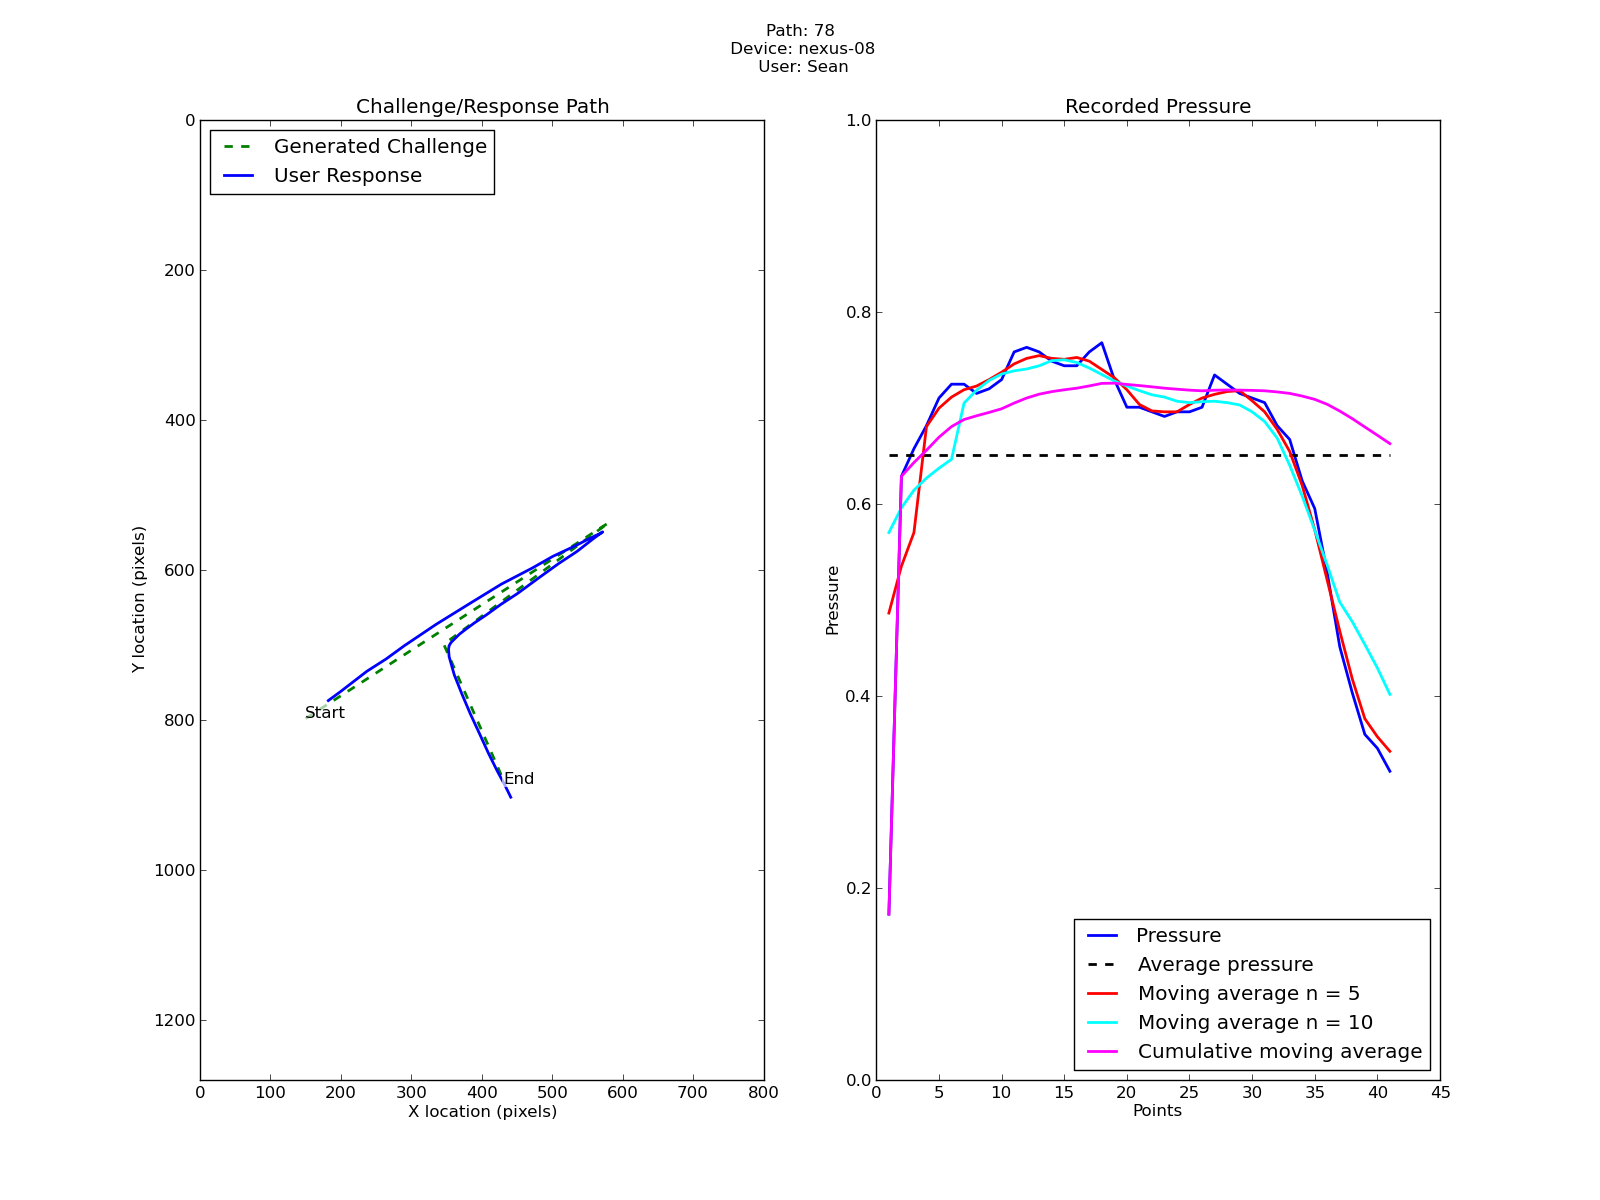 Path: 78
Device: nexus-08
User: Sean
Challenge/Response Path
Generated Challenge
User Response
0
200
400
600
800
1000
1200
Y location (pixels)
Start
End
0 100 200 300 400 500 600 700 800
X location (pixels)
Recorded Pressure
1.0
0.8
0.6
0.4
0.2
0.0
Pressure
Pressure
Average pressure
Moving average n = 5
Moving average n = 10
Cumulative moving average
0 5 10 15 20 25 30 35 40 45
Points